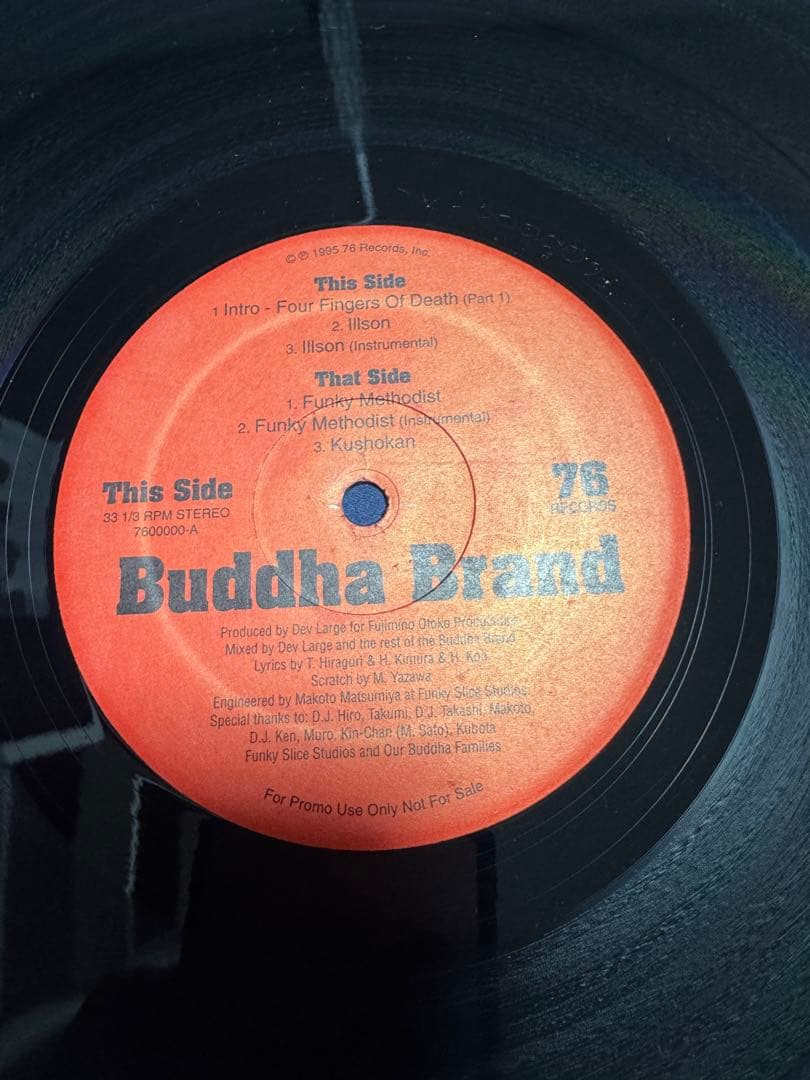 © ℗ 1995 76 Records, Inc.
This Side
1 Intro - Four Fingers Of Death (Part 1)
2. Illson
3. Illson (Instrumental)
That Side
1. Funky Methodist
2. Funky Methodist (Instrumental)
3. Kushokan
This Side
33 1/3 RPM STEREO
7600000-A
76
RECORDS
Buddha Brand
Produced by Dev Large for Fujimino Otoko Productions
Mixed by Dev Large and the rest of the Buddha Brand
Lyrics by T. Hiraguri & H. Kimura & H. Kon
Scratch by M. Yazawa
Engineered by Makoto Matsumiya at Funky Slice Studios.
Special thanks to: D.J. Hiro, Takumi, D.J. Takashi, Makoto,
D.J. Ken, Muro, Kin-Chan (M. Sato), Kubota
Funky Slice Studios and Our Buddha Families
For Promo Use Only Not For Sale